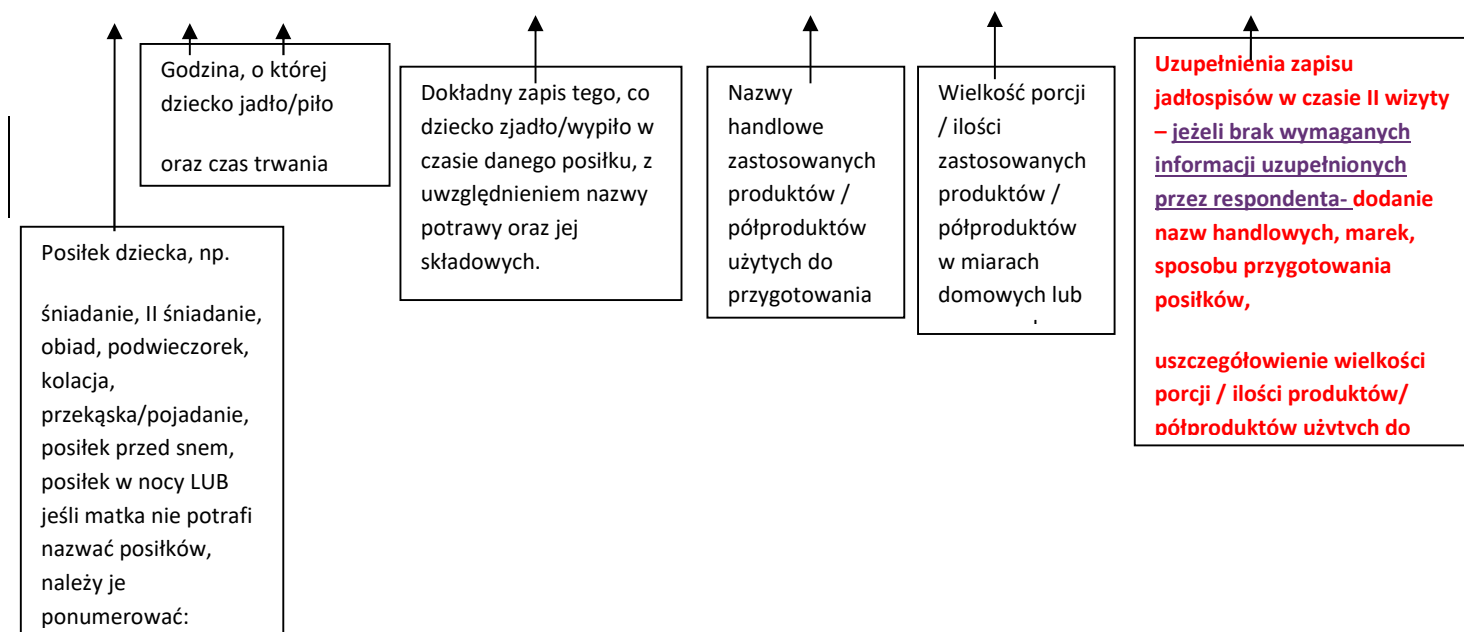 Godzina, o której
dziecko jadło/piło
oraz czas trwania
Posiłek dziecka, np.
śniadanie, II śniadanie,
obiad, podwieczorek,
kolacja,
przekąska/pojadanie,
posiłek przed snem,
posiłek w nocy LUB
jeśli matka nie potrafi
nazwać posiłków,
należy je
ponumerować:
Dokładny zapis tego, co
dziecko zjadło/wypiło w
czasie danego posiłku, z
uwzględnieniem nazwy
potrawy oraz jej
składowych.
Nazwy
handlowe
zastosowanych
produktów /
półproduktów
użytych do
przygotowania
Wielkość porcji
/ ilości
zastosowanych
produktów /
półproduktów
w miarach
domowych lub
Uzupełnienia zapisu
jadłospisów w czasie II wizyty
– jeżeli brak wymaganych
informacji uzupełnionych
przez respondenta- dodanie
nazw handlowych, marek,
sposobu przygotowania
posiłków,
uszczegółowienie wielkości
porcji / ilości produktów/
półproduktów użytych do